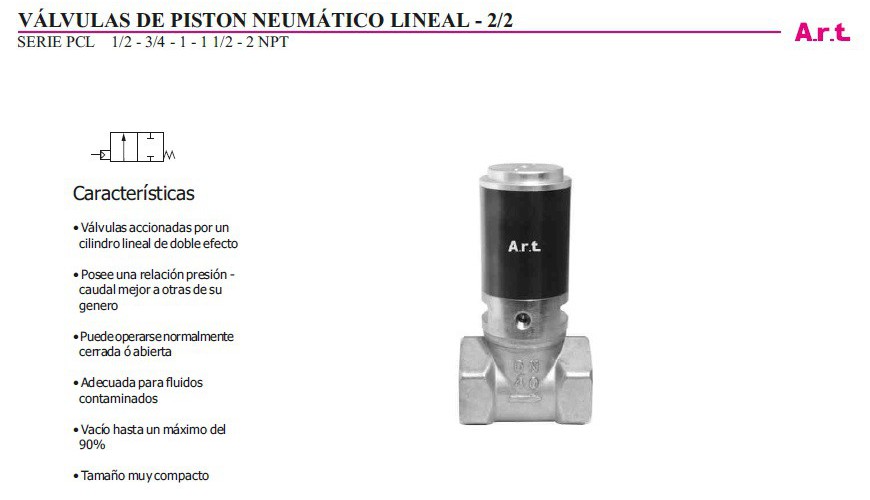 VÁLVULAS DE PISTON NEUMÁTICO LINEAL - 2/2
SERIE PCL 1/2 - 3/4 - 1 - 1 1/2 - 2 NPT
A.r.t.
Características
• Válvulas accionadas por un
cilindro lineal de doble efecto
• Posee una relación presión -
caudal mejor a otras de su
genero
• Puede operarse normalmente
cerrada ó abierta
• Adecuada para fluidos
contaminados
• Vacío hasta un máximo del
90%
• Tamaño muy compacto
A.r.t.
DN
40